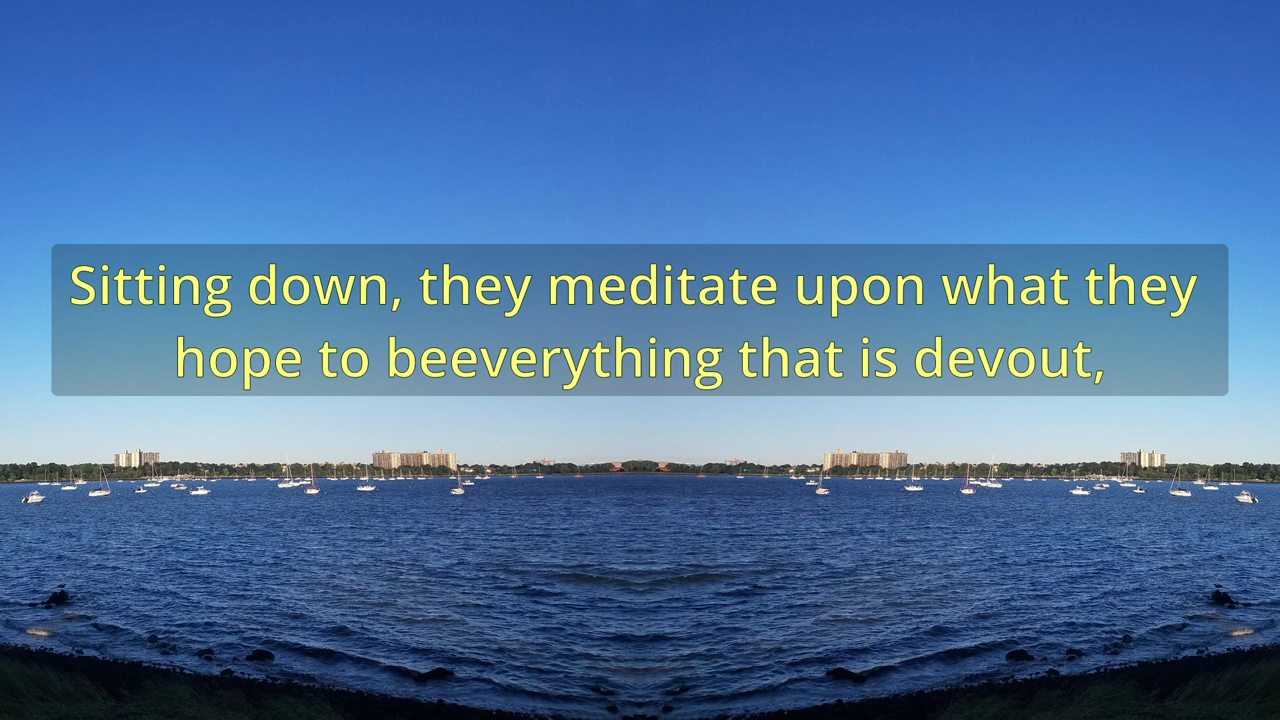 Sitting down, they meditate upon what they
hope to beeverything that is devout,